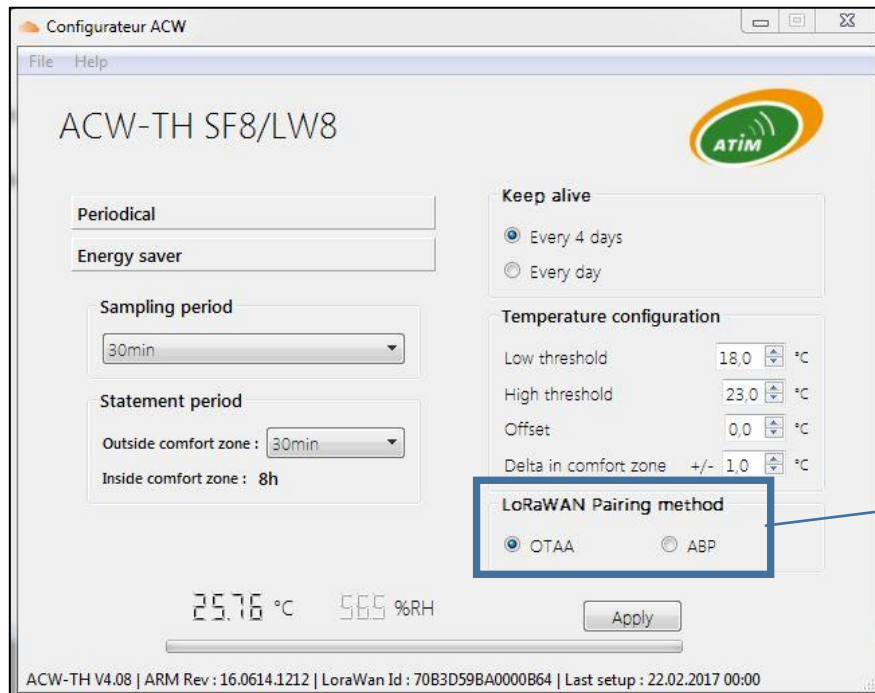 Configurateur ACW
File Help
ACW-TH SF8/LW8
ATIM
Periodical
Energy saver
Sampling period
30min
Statement period
Outside comfort zone : 30min
Inside comfort zone : 8h
Keep alive
Every 4 days
Every day
Temperature configuration
Low threshold 18,0 °C
High threshold 23,0 °C
Offset 0,0 °C
Delta in comfort zone +/- 1,0 °C
LoRaWAN Pairing method
OTAA ABP
25.76 °C 56.5 %RH
Apply
ACW-TH V4.08 | ARM Rev : 16.0614.1212 | LoraWan Id : 70B3D59BA0000B64 | Last setup : 22.02.2017 00:00